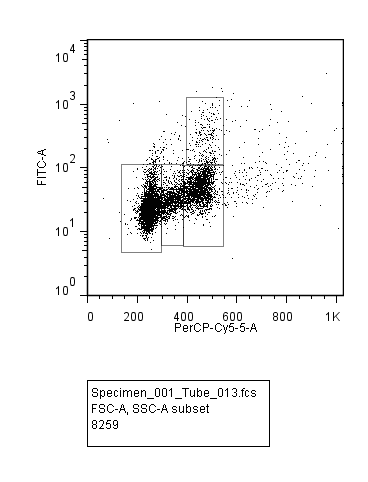 10^4
10^3
10^2
10^1
10^0
FITC-A
0 200 400 600 800 1K
PerCP-Cy5-5-A
Specimen_001_Tube_013.fcs
FSC-A, SSC-A subset
8259